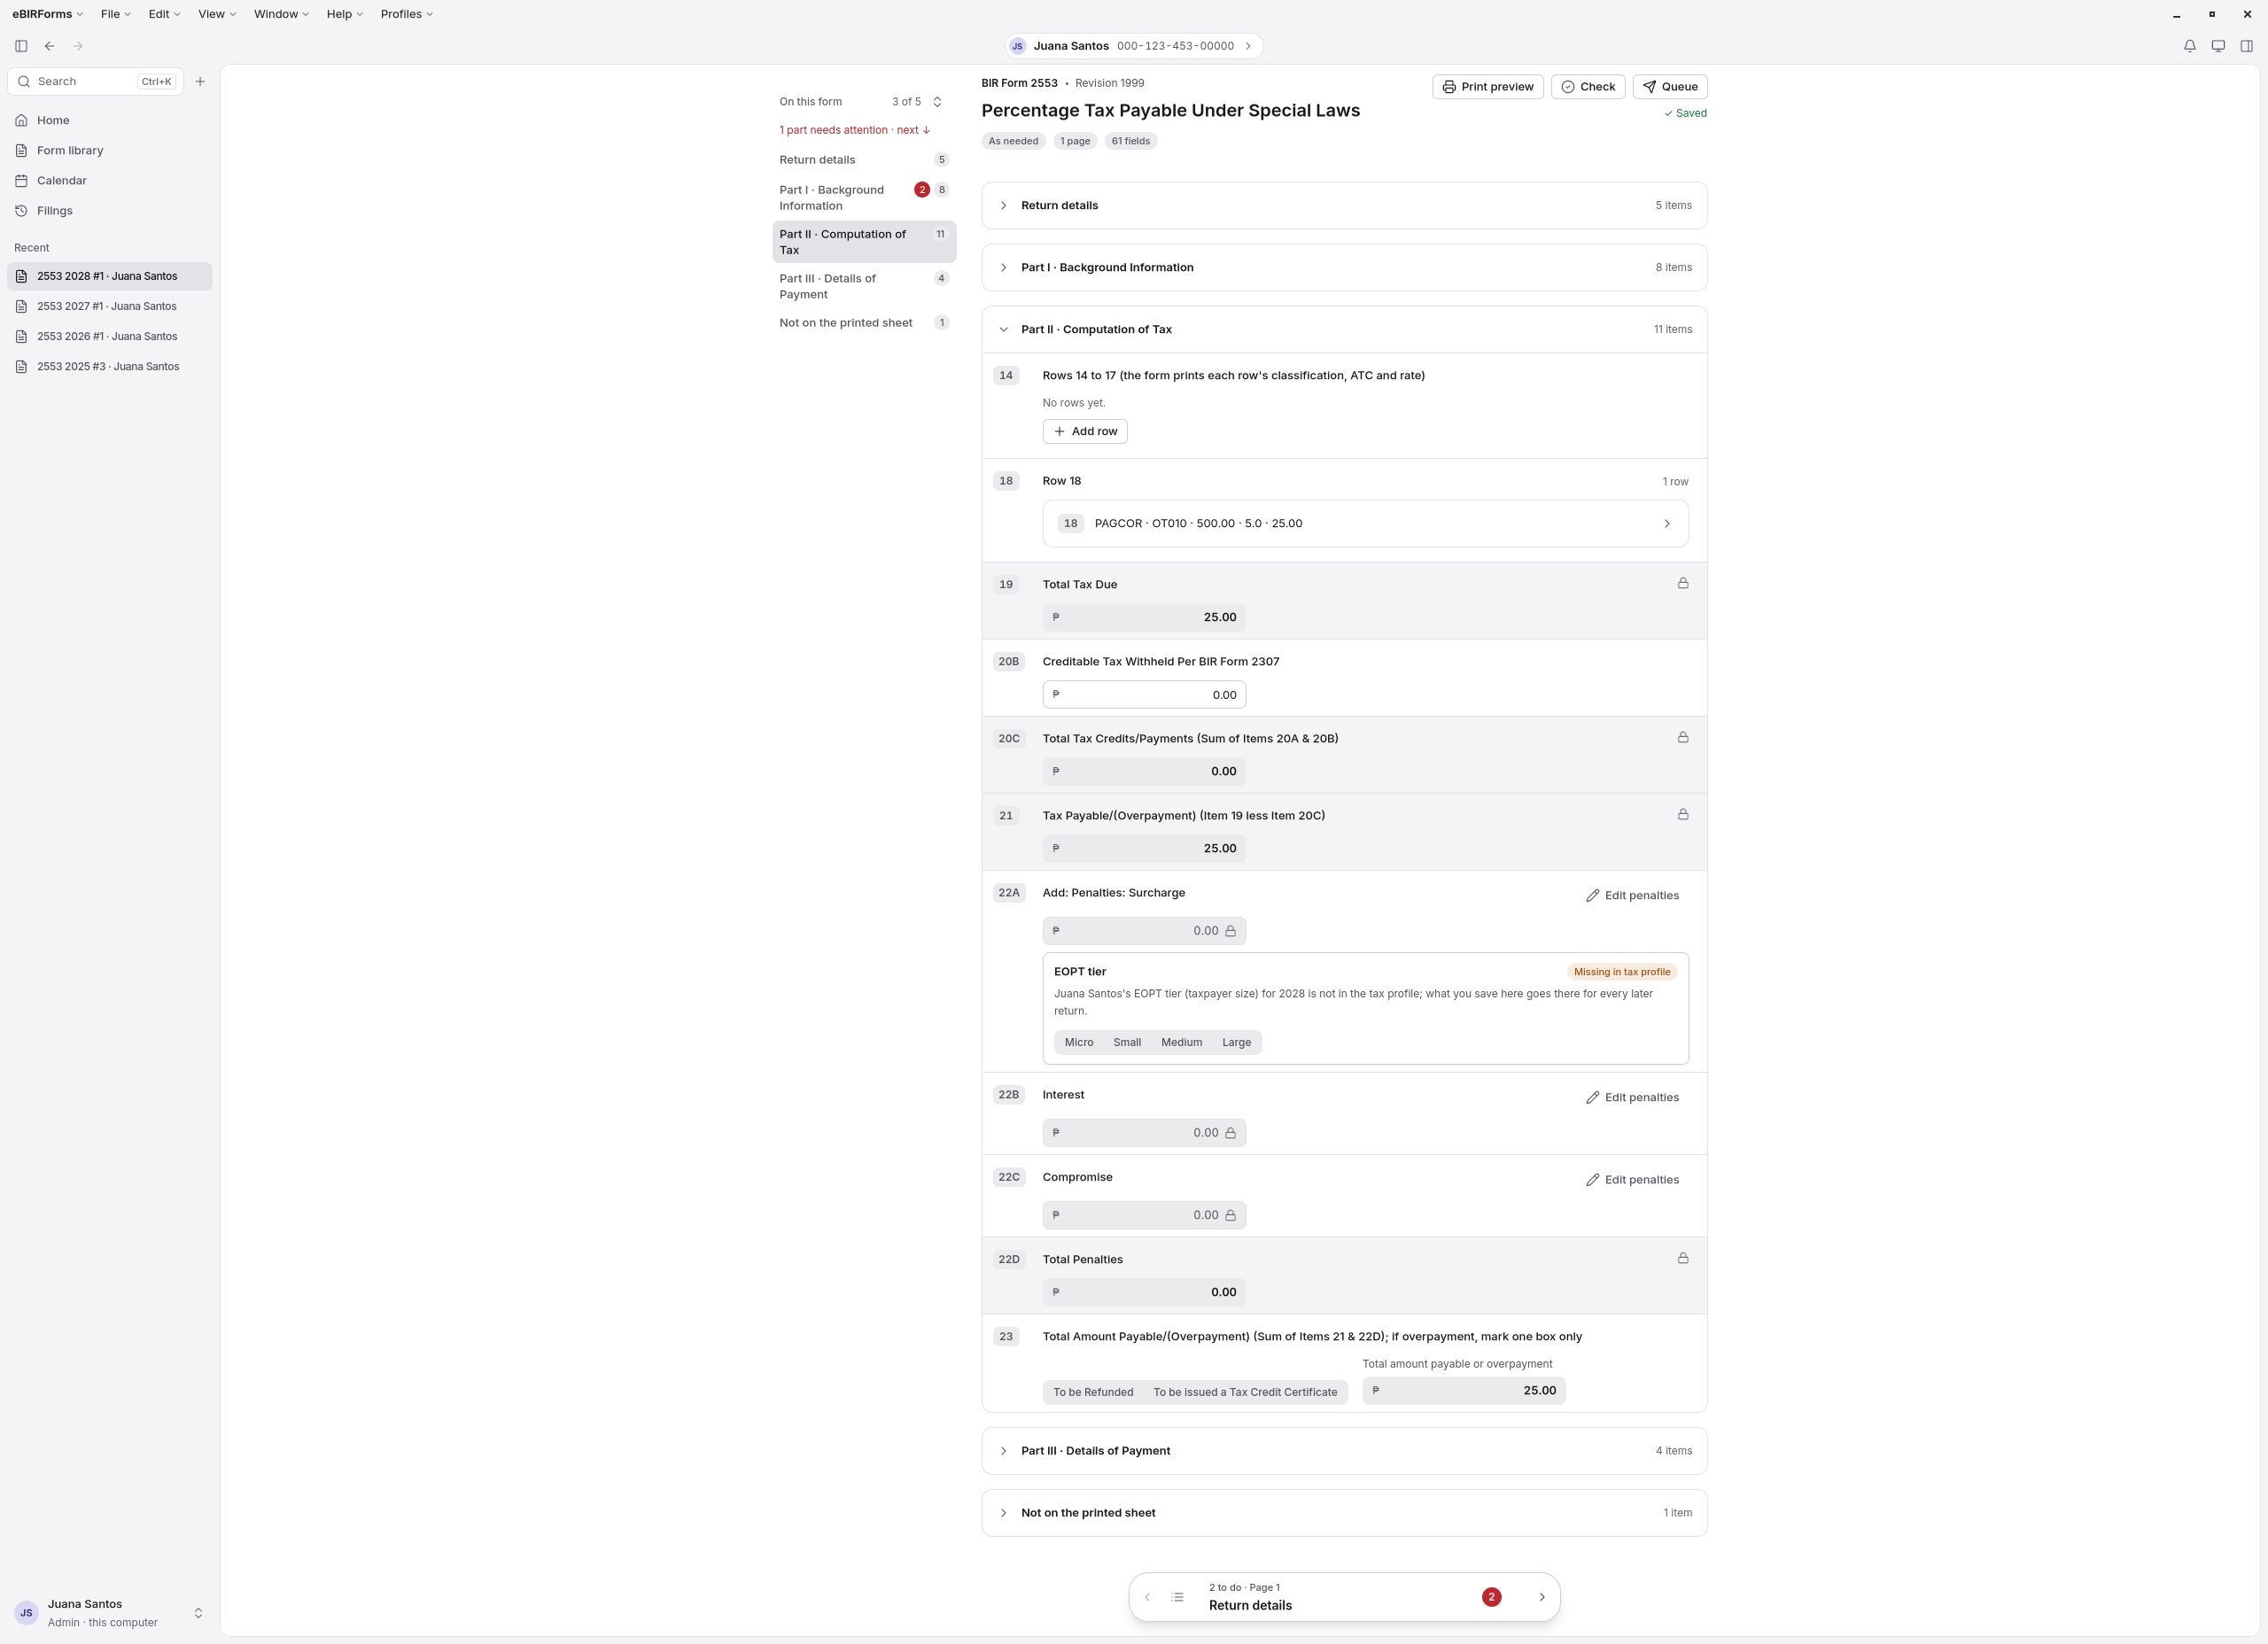 eBIRForms File Edit View Window Help Profiles
JS Juana Santos 000-123-453-00000
Search Ctrl+K
Home
Form library
Calendar
Filings
Recent
2553 2028 #1 · Juana Santos
2553 2027 #1 · Juana Santos
2553 2026 #1 · Juana Santos
2553 2025 #3 · Juana Santos
JS Juana Santos
Admin · this computer
On this form 3 of 5
1 part needs attention · next ↓
Return details 5
Part I · Background 2 8
Information
Part II · Computation of 11
Tax
Part III · Details of 4
Payment
Not on the printed sheet 1
BIR Form 2553 • Revision 1999
Print preview Check Queue
Percentage Tax Payable Under Special Laws
✓ Saved
As needed 1 page 61 fields
Return details 5 items
Part I · Background Information 8 items
Part II · Computation of Tax 11 items
14 Rows 14 to 17 (the form prints each row's classification, ATC and rate)
No rows yet.
+ Add row
18 Row 18 1 row
18 PAGCOR · OT010 · 500.00 · 5.0 · 25.00
19 Total Tax Due
₱ 25.00
20B Creditable Tax Withheld Per BIR Form 2307
₱ 0.00
20C Total Tax Credits/Payments (Sum of Items 20A & 20B)
₱ 0.00
21 Tax Payable/(Overpayment) (Item 19 less Item 20C)
₱ 25.00
22A Add: Penalties: Surcharge Edit penalties
₱ 0.00
EOPT tier Missing in tax profile
Juana Santos's EOPT tier (taxpayer size) for 2028 is not in the tax profile; what you save here goes there for every later
return.
Micro Small Medium Large
22B Interest Edit penalties
₱ 0.00
22C Compromise Edit penalties
₱ 0.00
22D Total Penalties
₱ 0.00
23 Total Amount Payable/(Overpayment) (Sum of Items 21 & 22D); if overpayment, mark one box only
Total amount payable or overpayment
To be Refunded To be issued a Tax Credit Certificate ₱ 25.00
Part III · Details of Payment 4 items
Not on the printed sheet 1 item
2 to do · Page 1
Return details 2